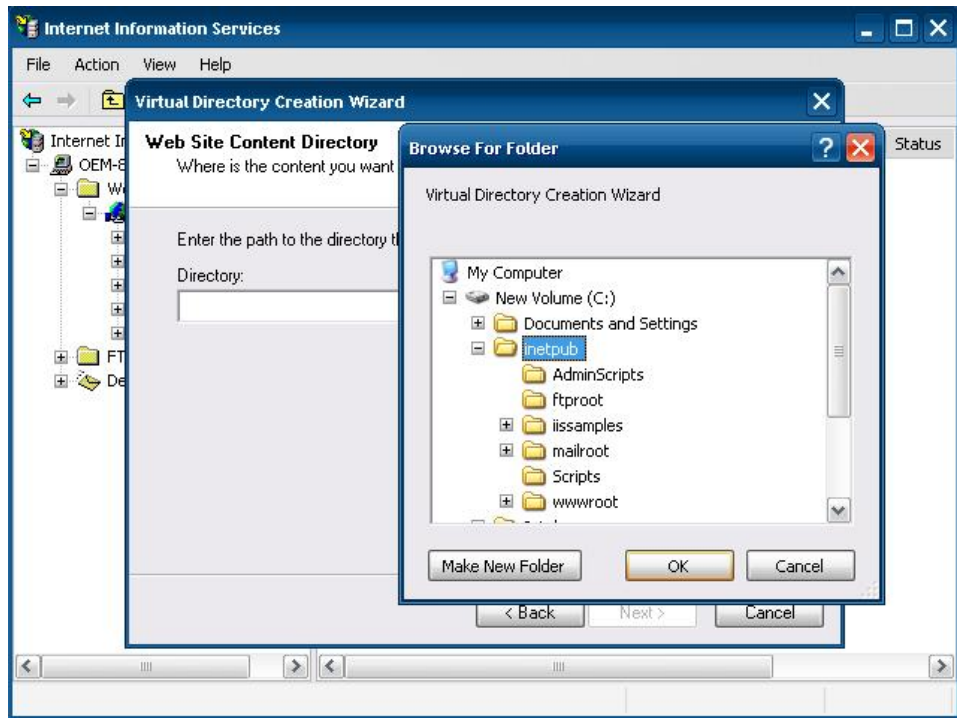 Internet Information Services
File Action View Help
Virtual Directory Creation Wizard
Web Site Content Directory
Where is the content you want
Enter the path to the directory
Directory:
Internet
Status
Browse For Folder
Virtual Directory Creation Wizard
My Computer
New Volume (C:)
Documents and Settings
inetpub
AdminScripts
ftproot
iissamples
mailroot
Scripts
wwwroot
Make New Folder OK Cancel
< Back Next > Cancel